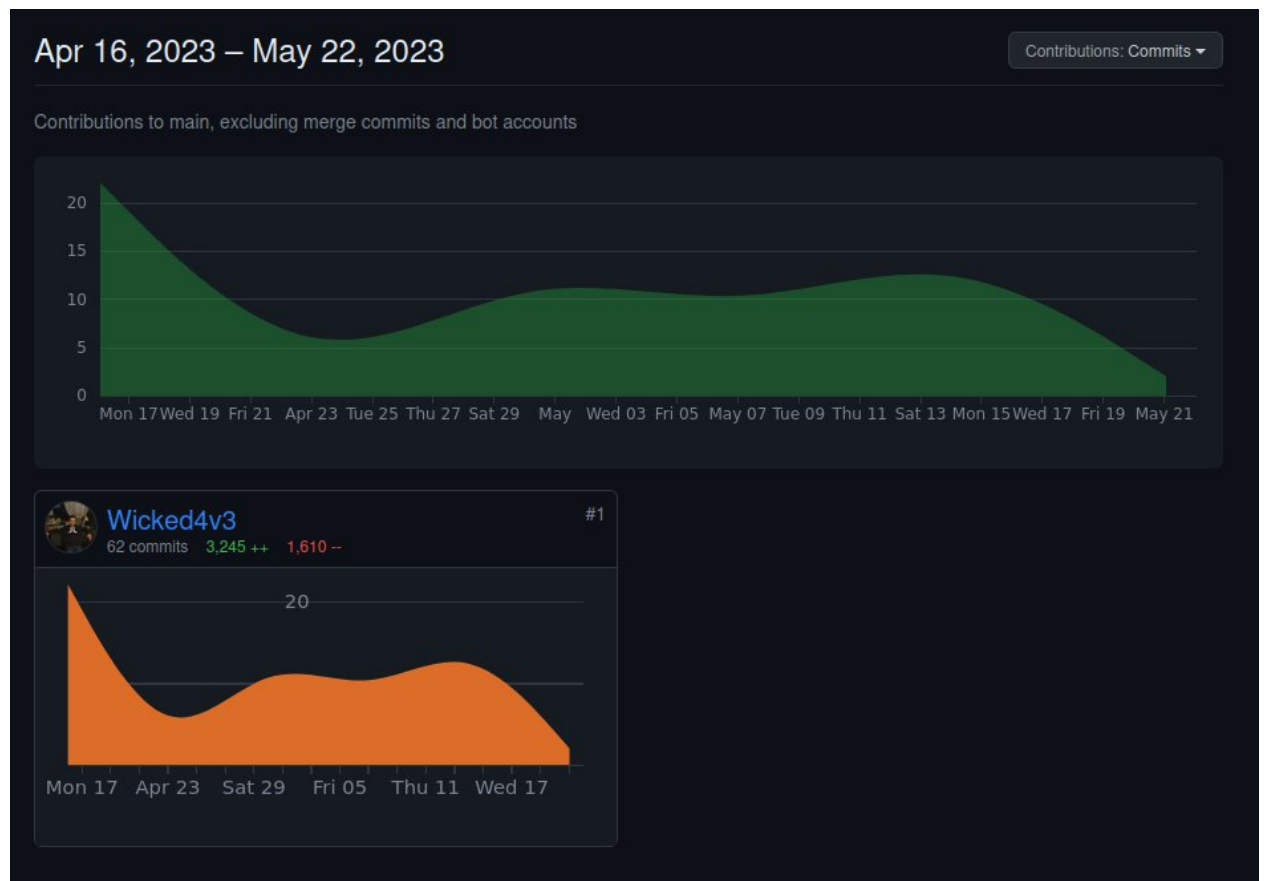 Apr 16, 2023 – May 22, 2023
Contributions: Commits
Contributions to main, excluding merge commits and bot accounts
20
15
10
5
0
Mon 17 Wed 19 Fri 21 Apr 23 Tue 25 Thu 27 Sat 29 May Wed 03 Fri 05 May 07 Tue 09 Thu 11 Sat 13 Mon 15 Wed 17 Fri 19 May 21
Wicked4v3 #1
62 commits 3,245 ++ 1,610 --
20
Mon 17 Apr 23 Sat 29 Fri 05 Thu 11 Wed 17